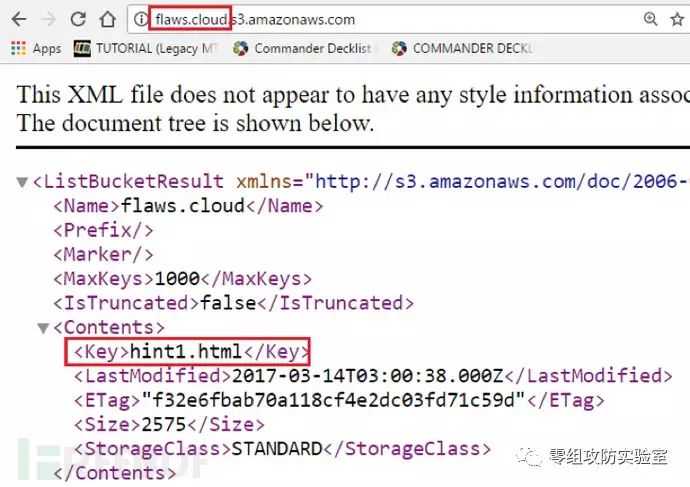 flaws.cloud.s3.amazonaws.com
Apps TUTORIAL (Legacy MT Commander Decklist F COMMANDER DECKL
This XML file does not appear to have any style information assoc
The document tree is shown below.
▼<ListBucketResult xmlns="http://s3.amazonaws.com/doc/2006-
<Name>flaws.cloud</Name>
<Prefix/>
<Marker/>
<MaxKeys>1000</MaxKeys>
<IsTruncated>false</IsTruncated>
▼<Contents>
<Key>hint1.html</Key>
<LastModified>2017-03-14T03:00:38.000Z</LastModified>
<ETag>"f32e6fbab70a118cf4e2dc03fd71c59d"</ETag>
<Size>2575</Size>
<StorageClass>STANDARD</StorageClass>
</Contents>
零组攻防实验室